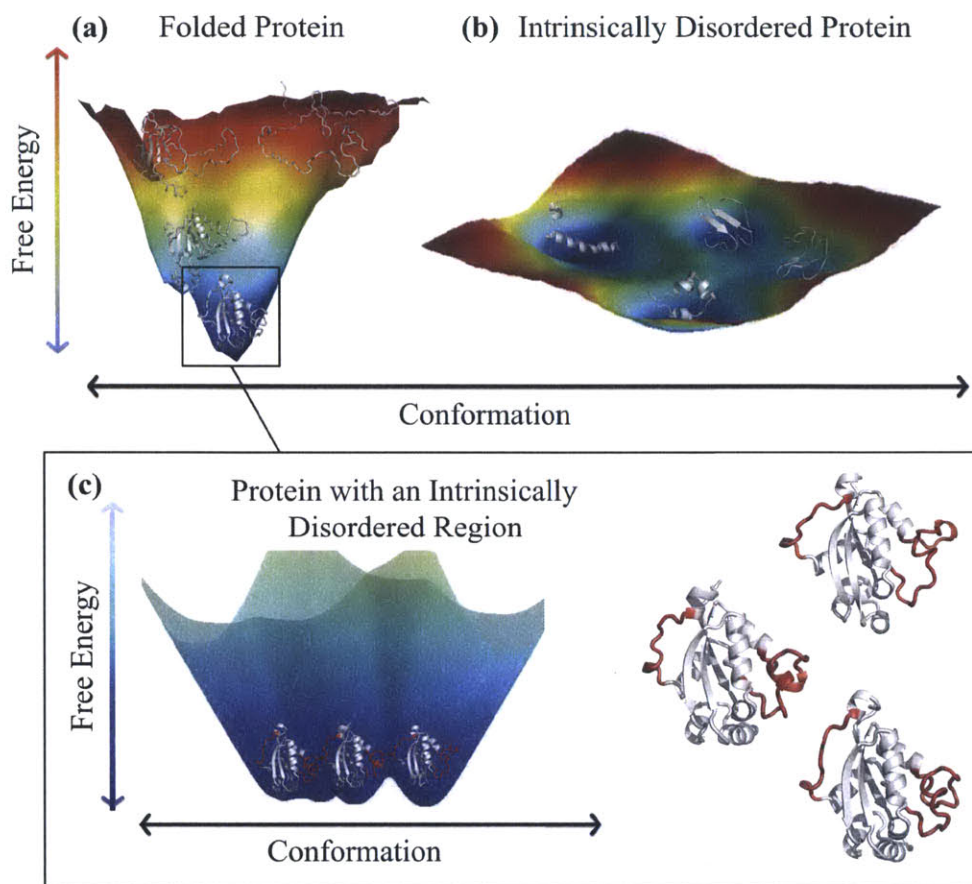 (a) Folded Protein
(b) Intrinsically Disordered Protein
Free Energy
Conformation
(c) Protein with an Intrinsically
Disordered Region
Free Energy
Conformation